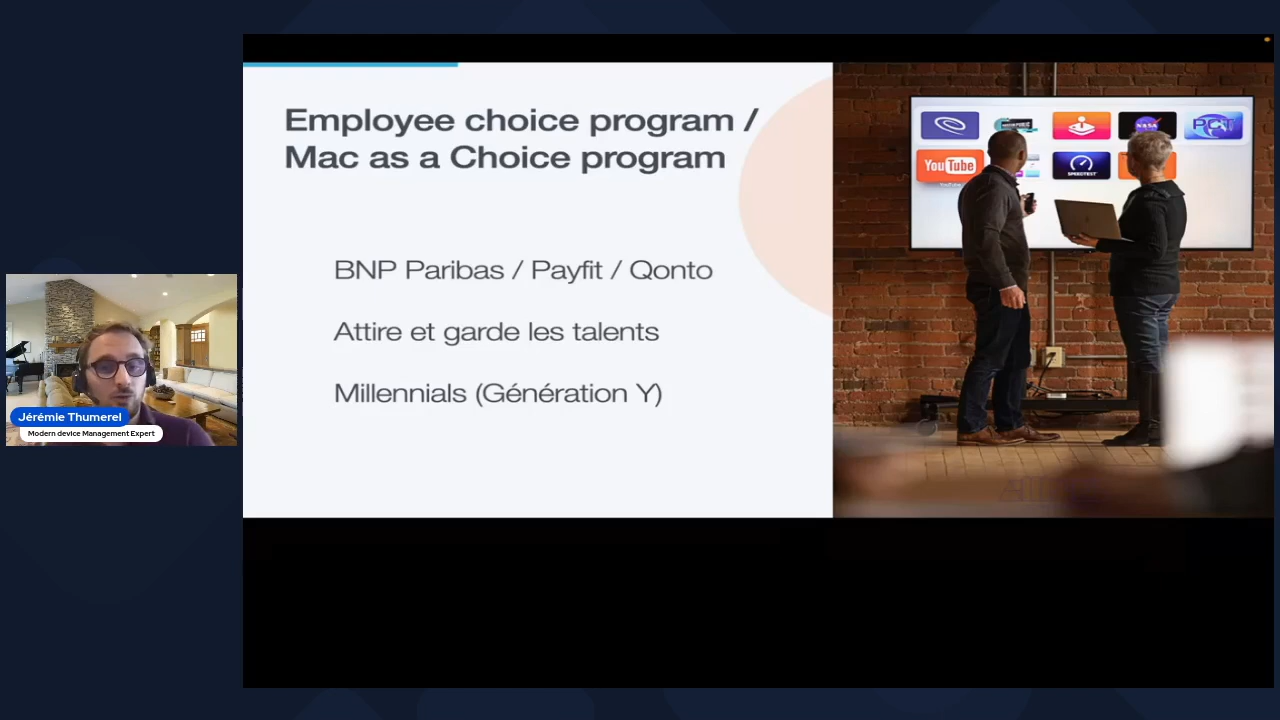 Employee choice program /
Mac as a Choice program
BNP Paribas / Payfit / Qonto
Attire et garde les talents
Millennials (Génération Y)
NASA
YouTube
SPEEDTEST
Jérémie Thumerel
Modern device Management Expert